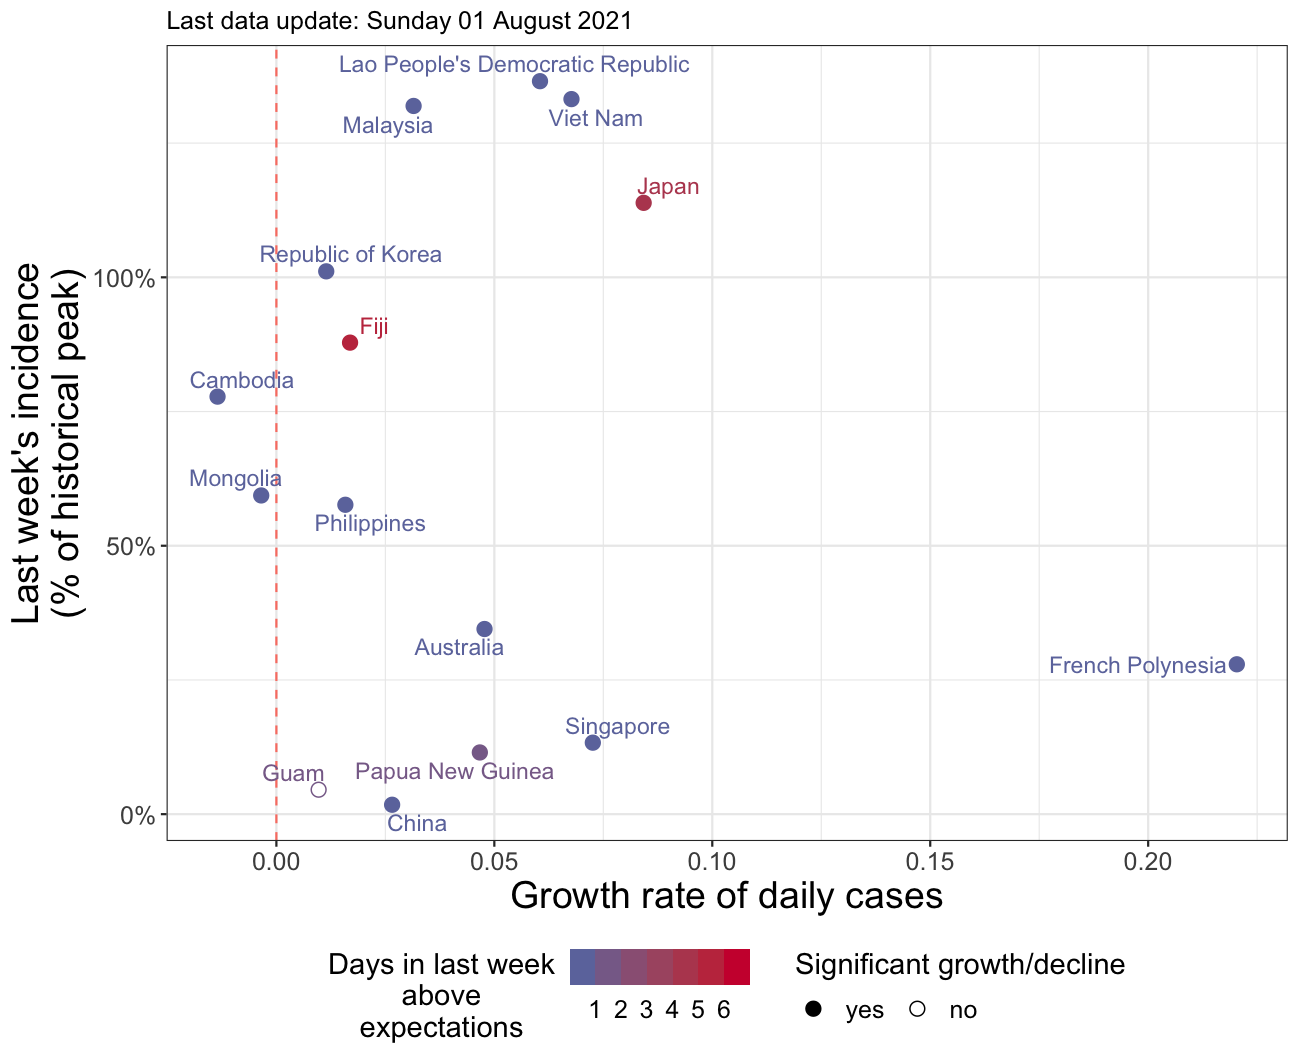 Last data update: Sunday 01 August 2021
Lao People's Democratic Republic
Malaysia
Viet Nam
Japan
Republic of Korea
Fiji
Cambodia
Mongolia
Philippines
Australia
French Polynesia
Singapore
Guam
Papua New Guinea
China
Last week's incidence
(% of historical peak)
100%
50%
0%
0.00 0.05 0.10 0.15 0.20
Growth rate of daily cases
Days in last week
above
expectations
1 2 3 4 5 6
Significant growth/decline
yes no